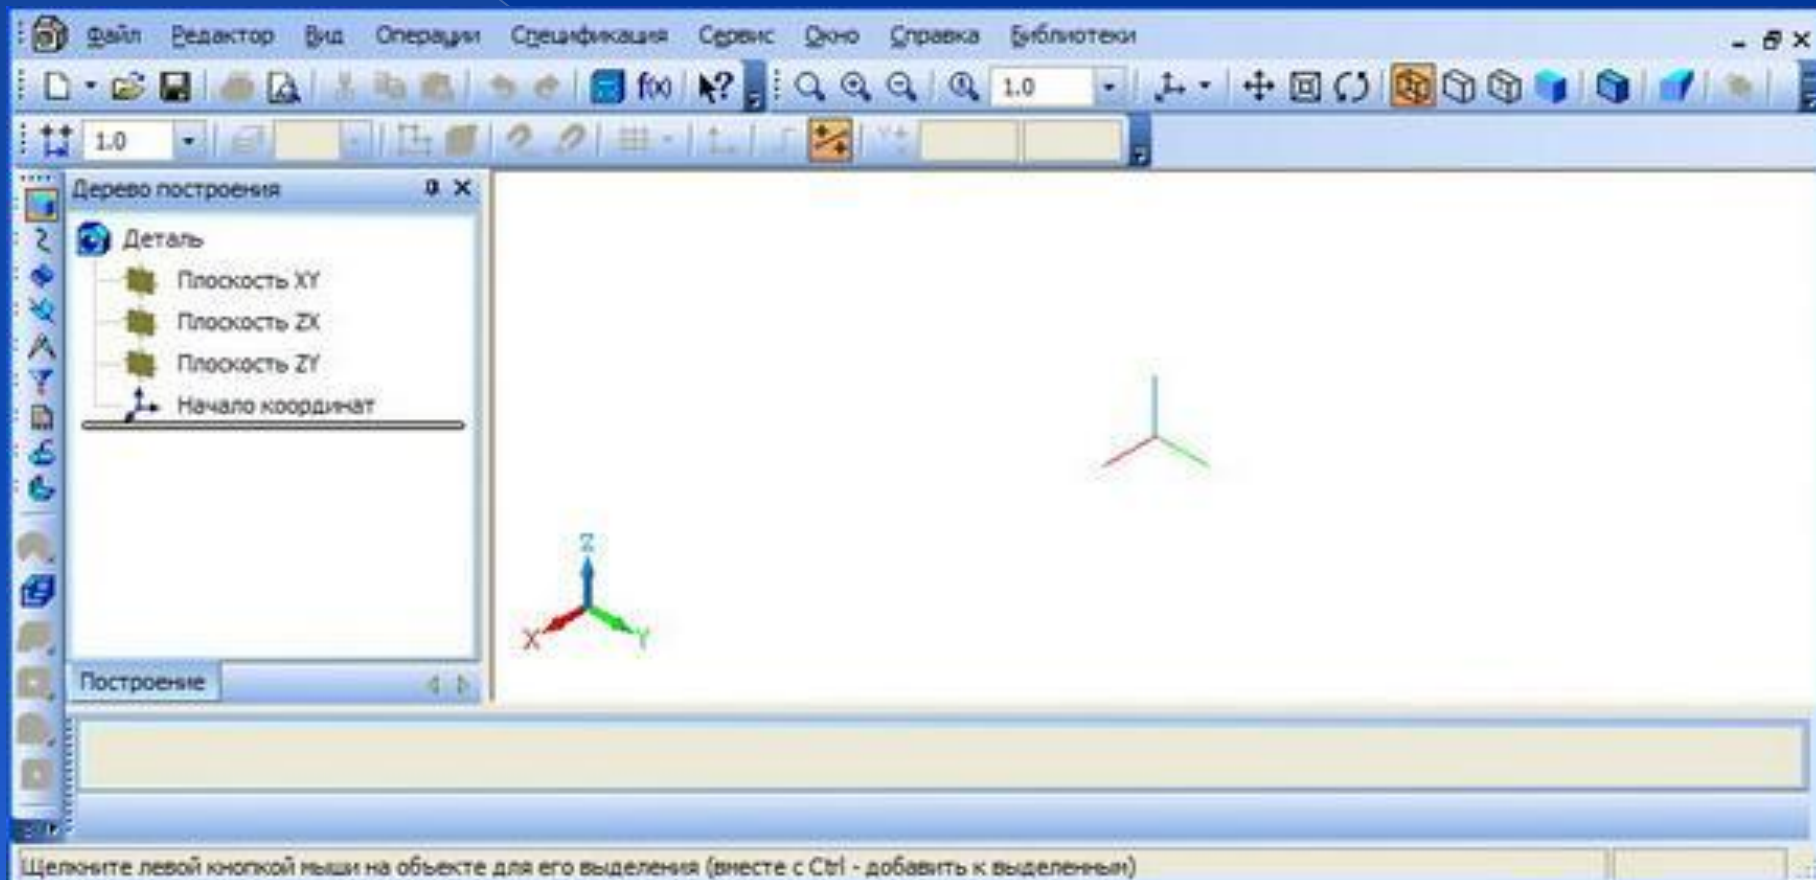 Файл Редактор Вид Операции Спецификация Сервис Окно Справка Библиотеки
f(x) 1.0
1.0
Дерево построения
Деталь
Плоскость XY
Плоскость ZX
Плоскость ZY
Начало координат
Z
X Y
Построение
Щелкните левой кнопкой мыши на объекте для его выделения (вместе с Ctrl - добавить к выделенным)